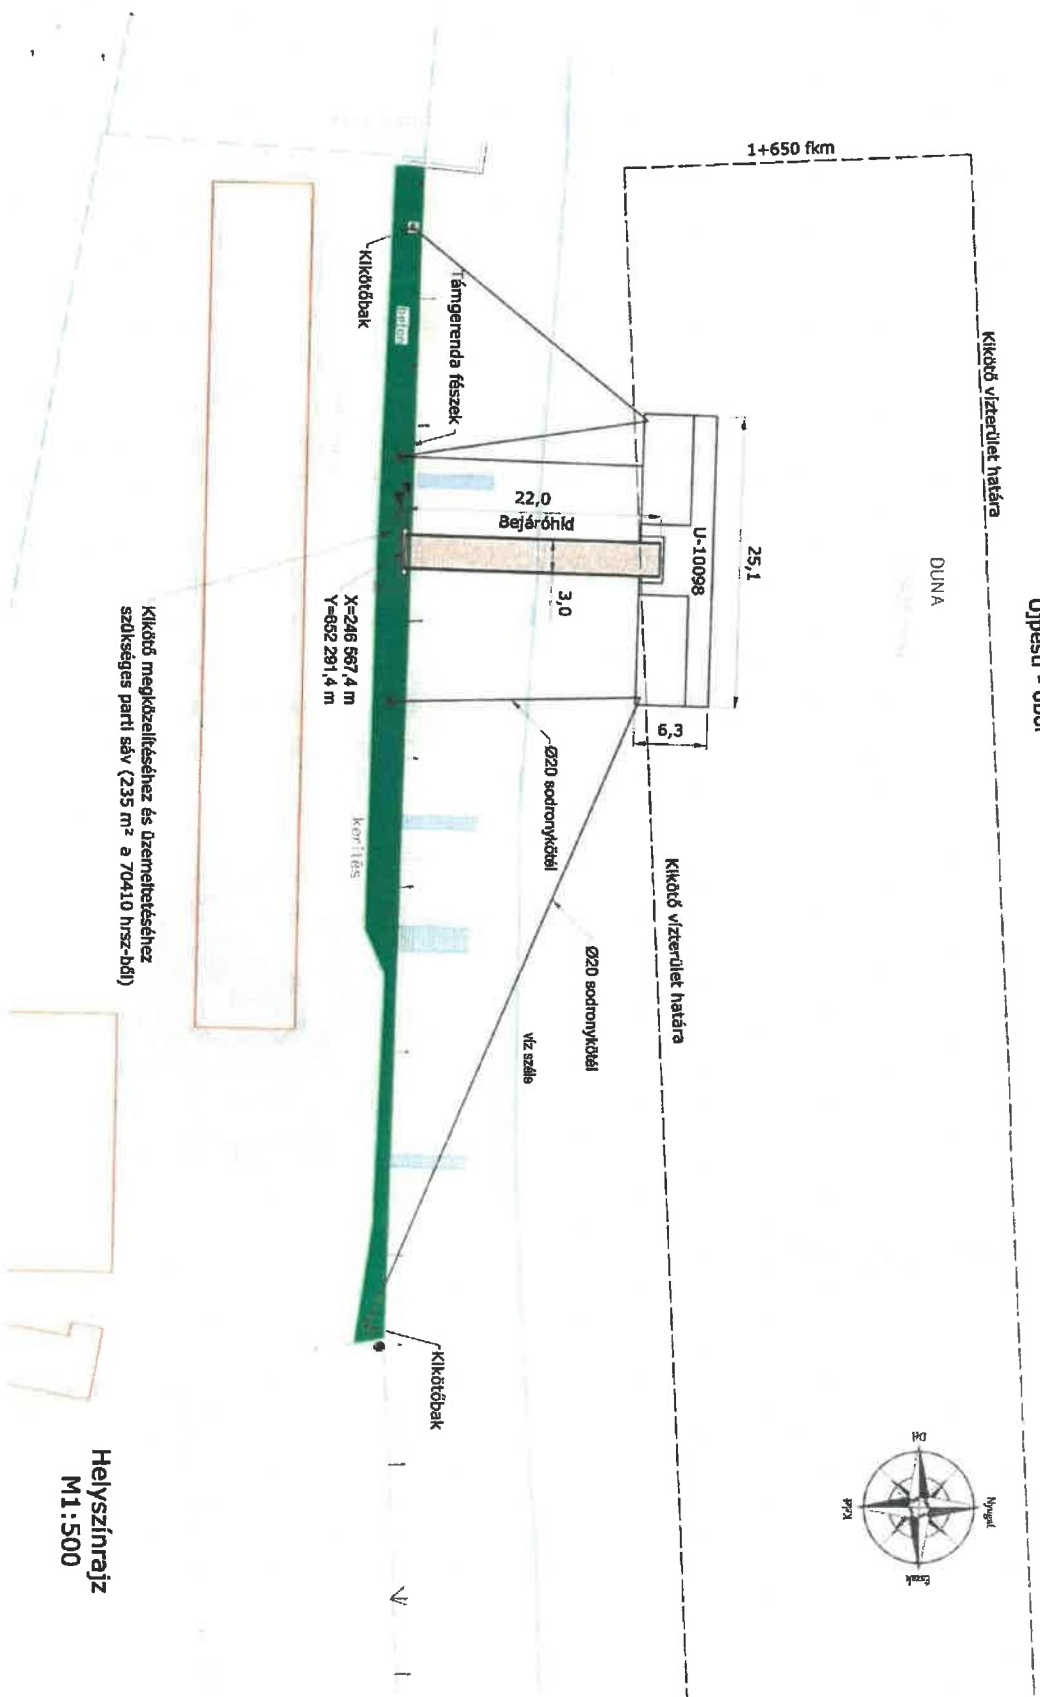 1+650 fkm
Kikötő vízterület határa
DUNA
25,1
U-10098
6,3
22,0
Bejáróhíd
3,0
Támgerenda fészek
Kikötőbak
beton
X=246 567,4 m
Y=652 291,4 m
Ø20 sodronykötél
Ø20 sodronykötél
Kikötő vízterület határa
víz széle
kerítés
Kikötő megközelítéséhez és üzemeltetéséhez
szükséges parti sáv (235 m² a 70410 hrsz-ből)
Kikötőbak
Dél
Nyugat
Kelet
Észak
Helyszínrajz
M1:500